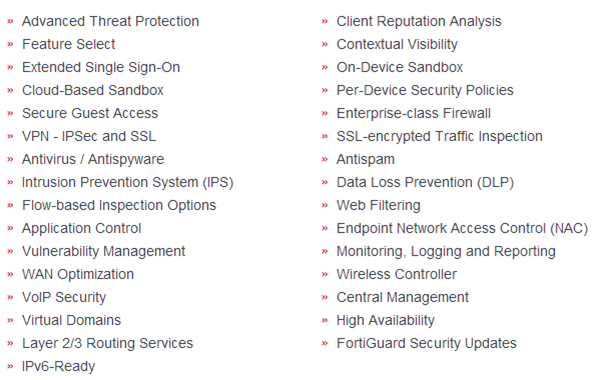 » Advanced Threat Protection
» Feature Select
» Extended Single Sign-On
» Cloud-Based Sandbox
» Secure Guest Access
» VPN - IPSec and SSL
» Antivirus / Antispyware
» Intrusion Prevention System (IPS)
» Flow-based Inspection Options
» Application Control
» Vulnerability Management
» WAN Optimization
» VoIP Security
» Virtual Domains
» Layer 2/3 Routing Services
» IPv6-Ready
» Client Reputation Analysis
» Contextual Visibility
» On-Device Sandbox
» Per-Device Security Policies
» Enterprise-class Firewall
» SSL-encrypted Traffic Inspection
» Antispam
» Data Loss Prevention (DLP)
» Web Filtering
» Endpoint Network Access Control (NAC)
» Monitoring, Logging and Reporting
» Wireless Controller
» Central Management
» High Availability
» FortiGuard Security Updates